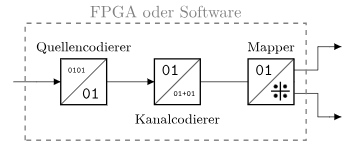 FPGA oder Software
Quellencodierer
Mapper
0101
01
01
01+01
01
Kanalcodierer